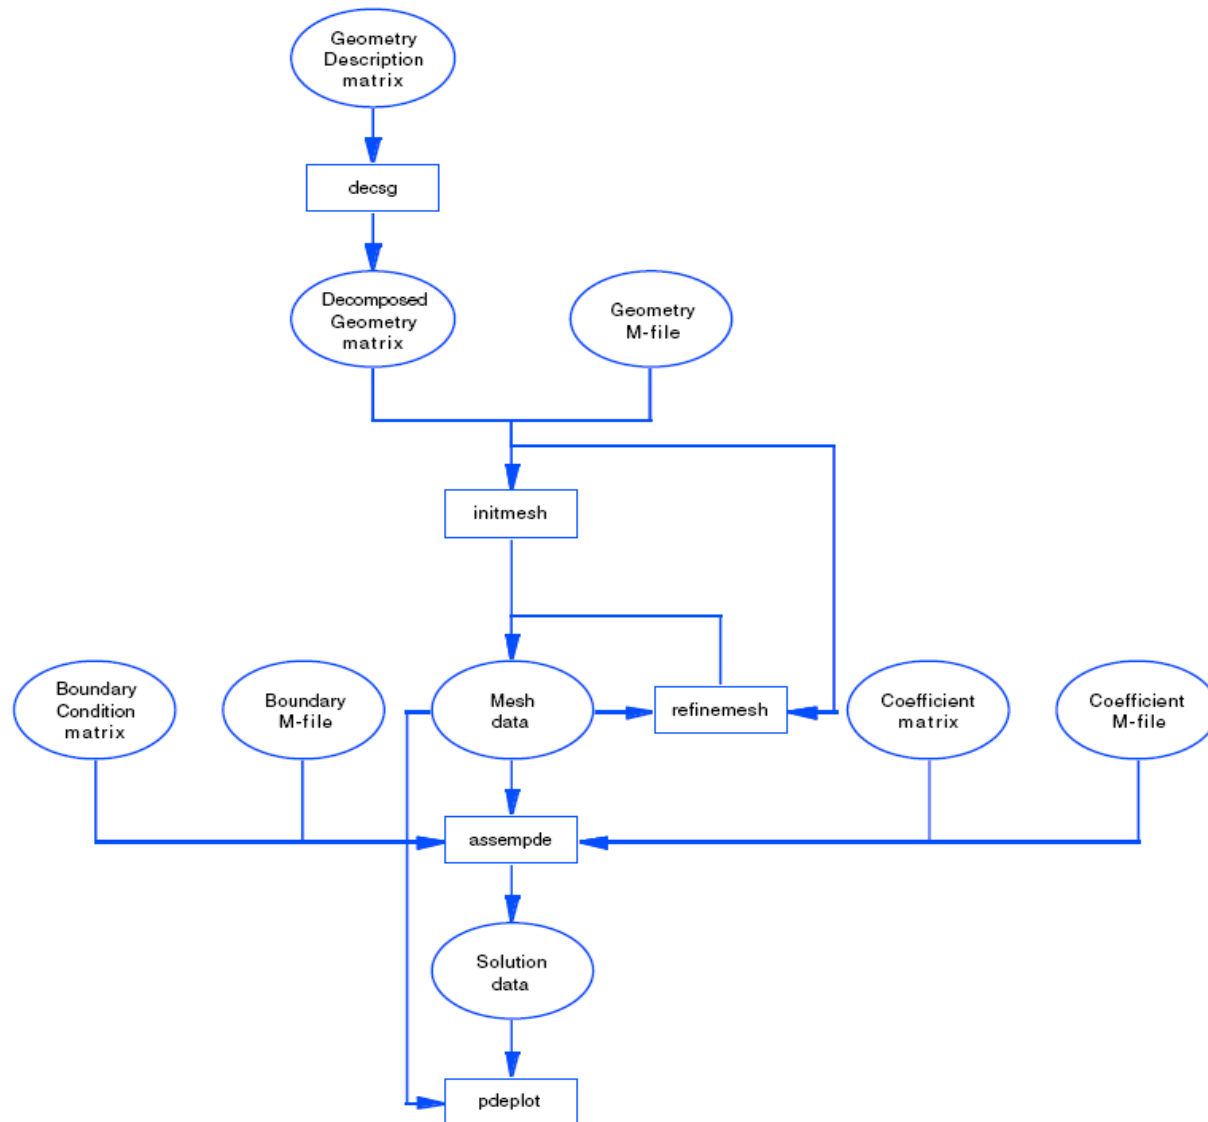 Geometry
Description
matrix
decsg
Decomposed
Geometry
matrix
Geometry
M-file
initmesh
Boundary
Condition
matrix
Boundary
M-file
Mesh
data
refinemesh
Coefficient
matrix
Coefficient
M-file
assempde
Solution
data
pdeplot